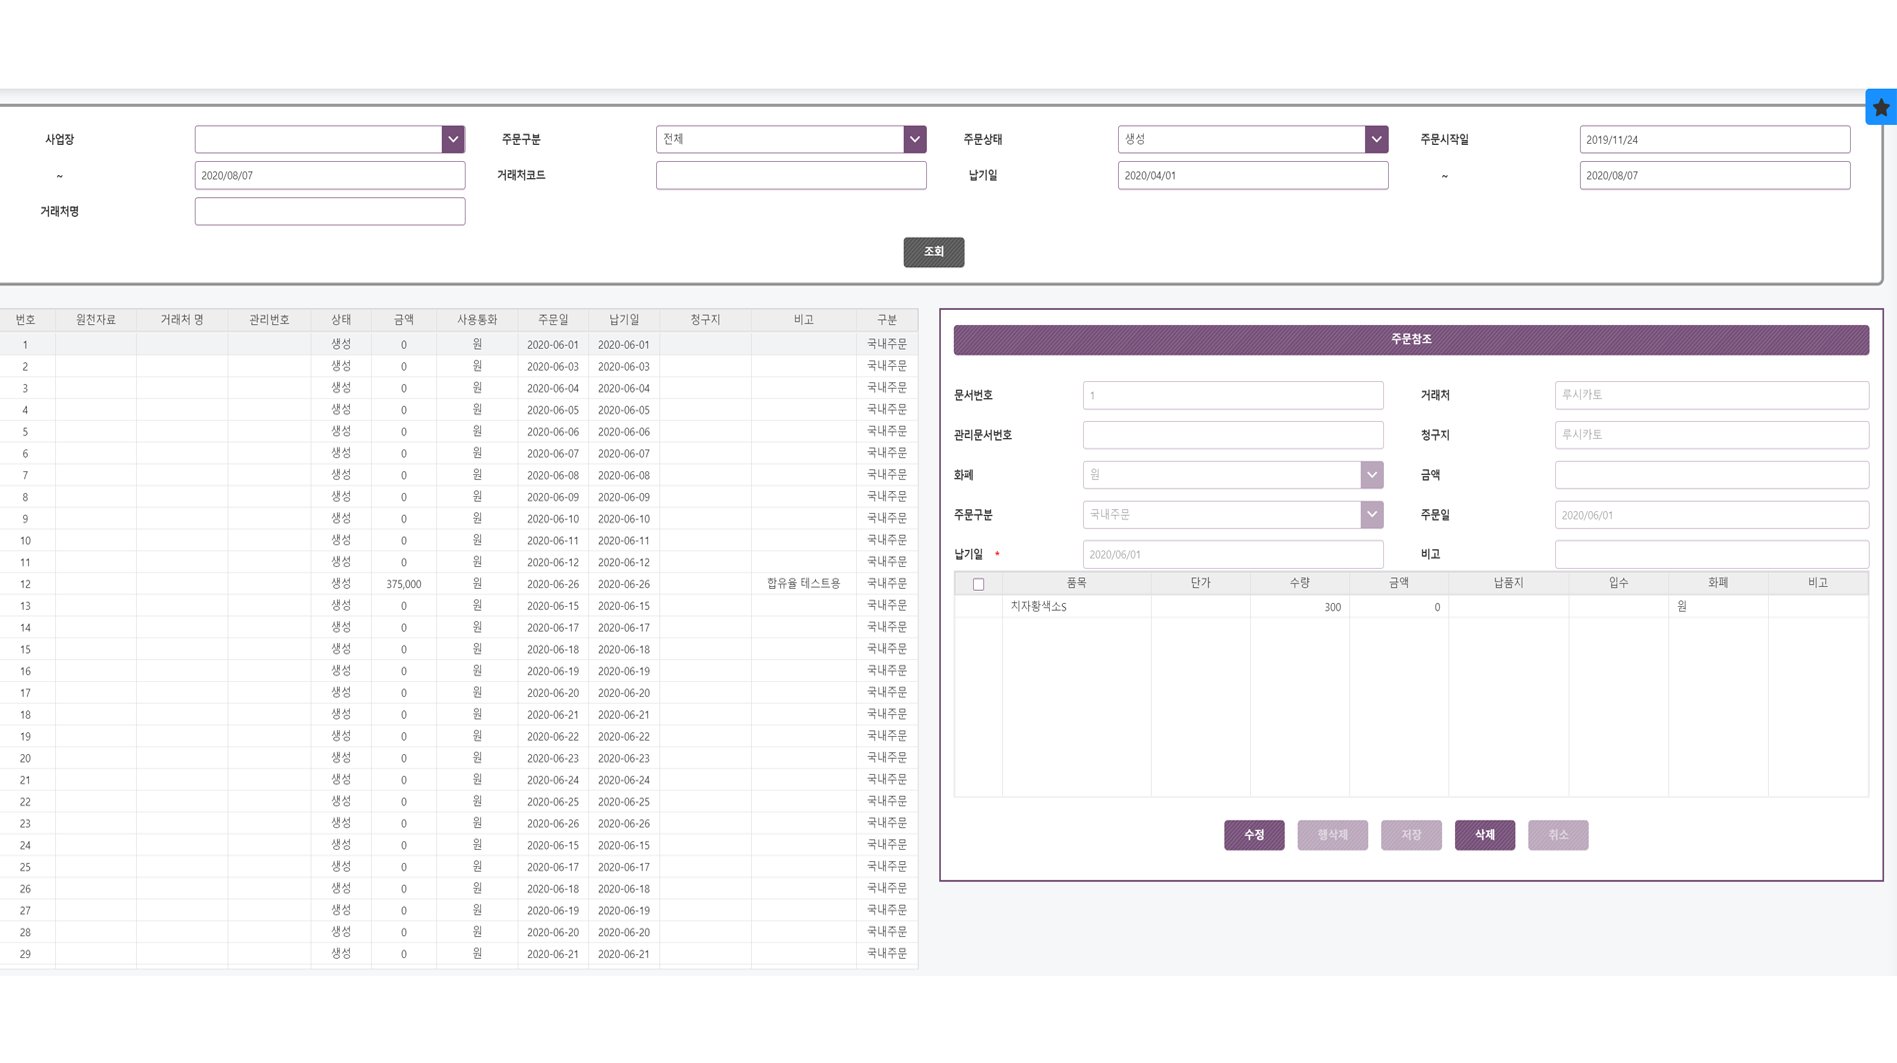 사업장 주문구분 전체 주문상태 생성 주문시작일 2019/11/24
~ 2020/08/07 거래처코드 납기일 2020/04/01 ~ 2020/08/07
거래처명
조회
번호 원천자료 거래처 명 관리번호 상태 금액 사용통화 주문일 납기일 청구지 비고 구분
1 생성 0 원 2020-06-01 2020-06-01 국내주문
2 생성 0 원 2020-06-03 2020-06-03 국내주문
3 생성 0 원 2020-06-04 2020-06-04 국내주문
4 생성 0 원 2020-06-05 2020-06-05 국내주문
5 생성 0 원 2020-06-06 2020-06-06 국내주문
6 생성 0 원 2020-06-07 2020-06-07 국내주문
7 생성 0 원 2020-06-08 2020-06-08 국내주문
8 생성 0 원 2020-06-09 2020-06-09 국내주문
9 생성 0 원 2020-06-10 2020-06-10 국내주문
10 생성 0 원 2020-06-11 2020-06-11 국내주문
11 생성 0 원 2020-06-12 2020-06-12 국내주문
12 생성 375,000 원 2020-06-26 2020-06-26 합유율 테스트용 국내주문
13 생성 0 원 2020-06-15 2020-06-15 국내주문
14 생성 0 원 2020-06-17 2020-06-17 국내주문
15 생성 0 원 2020-06-18 2020-06-18 국내주문
16 생성 0 원 2020-06-19 2020-06-19 국내주문
17 생성 0 원 2020-06-20 2020-06-20 국내주문
18 생성 0 원 2020-06-21 2020-06-21 국내주문
19 생성 0 원 2020-06-22 2020-06-22 국내주문
20 생성 0 원 2020-06-23 2020-06-23 국내주문
21 생성 0 원 2020-06-24 2020-06-24 국내주문
22 생성 0 원 2020-06-25 2020-06-25 국내주문
23 생성 0 원 2020-06-26 2020-06-26 국내주문
24 생성 0 원 2020-06-15 2020-06-15 국내주문
25 생성 0 원 2020-06-17 2020-06-17 국내주문
26 생성 0 원 2020-06-18 2020-06-18 국내주문
27 생성 0 원 2020-06-19 2020-06-19 국내주문
28 생성 0 원 2020-06-20 2020-06-20 국내주문
29 생성 0 원 2020-06-21 2020-06-21 국내주문
주문참조
문서번호 1 거래처 루시카토
관리문서번호 청구지 루시카토
화폐 원 금액
주문구분 국내주문 주문일 2020/06/01
납기일 * 2020/06/01 비고
품목 단가 수량 금액 납품지 입수 화폐 비고
치자황색소S 300 0 원
수정 행삭제 저장 삭제 취소